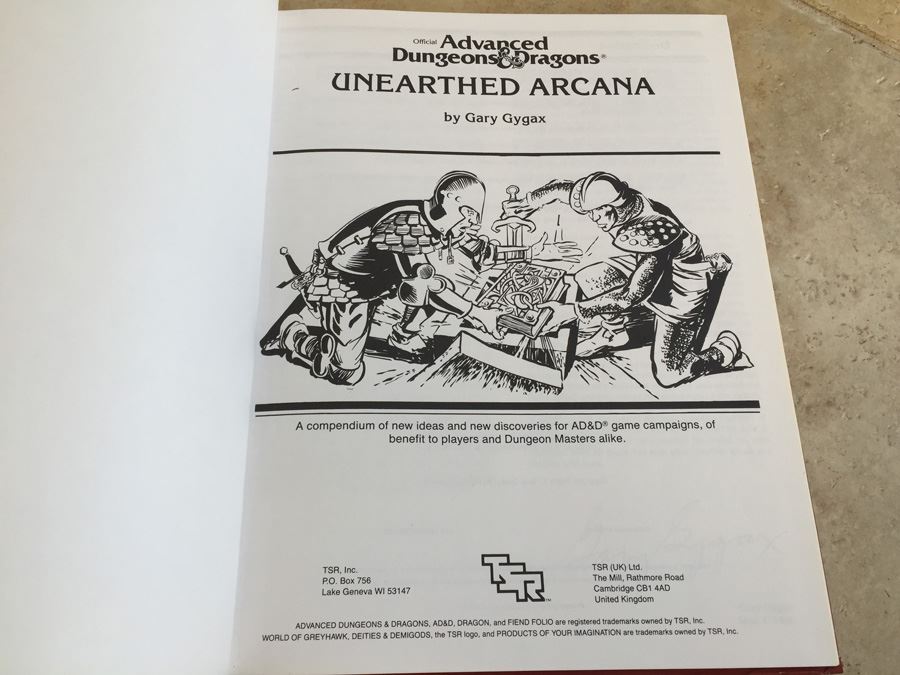 Official Advanced
Dungeons & Dragons®
UNEARTHED ARCANA
by Gary Gygax
A compendium of new ideas and new discoveries for AD&D® game campaigns, of
benefit to players and Dungeon Masters alike.
TSR, Inc.
P.O. Box 756
Lake Geneva WI 53147
TSR™
TSR (UK) Ltd.
The Mill, Rathmore Road
Cambridge CB1 4AD
United Kingdom
ADVANCED DUNGEONS & DRAGONS, AD&D, DRAGON, and FIEND FOLIO are registered trademarks owned by TSR, Inc.
WORLD OF GREYHAWK, DEITIES & DEMIGODS, the TSR logo, and PRODUCTS OF YOUR IMAGINATION are trademarks owned by TSR, Inc.